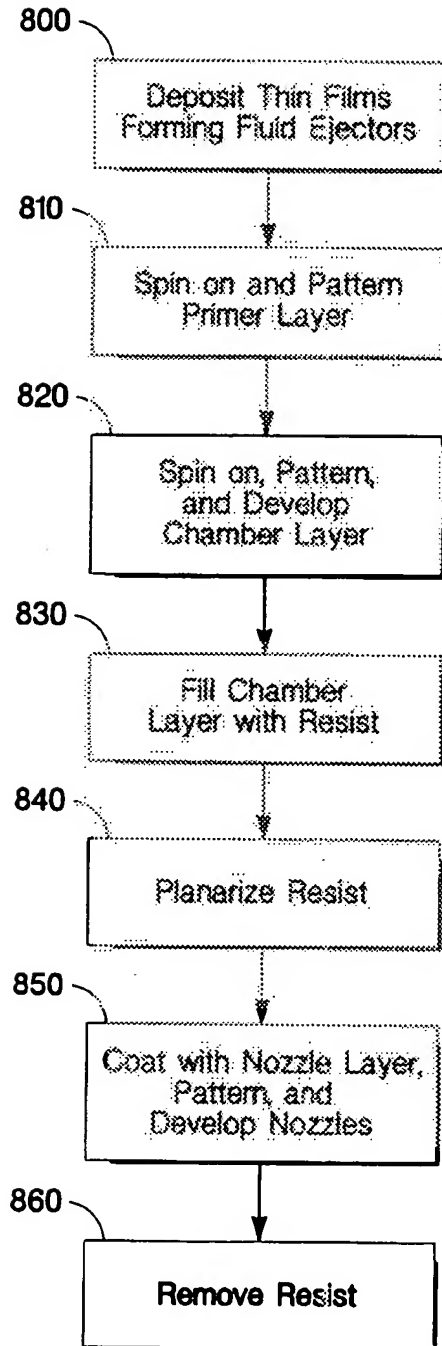 800
Deposit Thin Films
Forming Fluid Ejectors
810
Spin on and Pattern
Primer Layer
820
Spin on, Pattern,
and Develop
Chamber Layer
830
Fill Chamber
Layer with Resist
840
Planarize Resist
850
Coat with Nozzle Layer,
Pattern, and
Develop Nozzles
860
Remove Resist